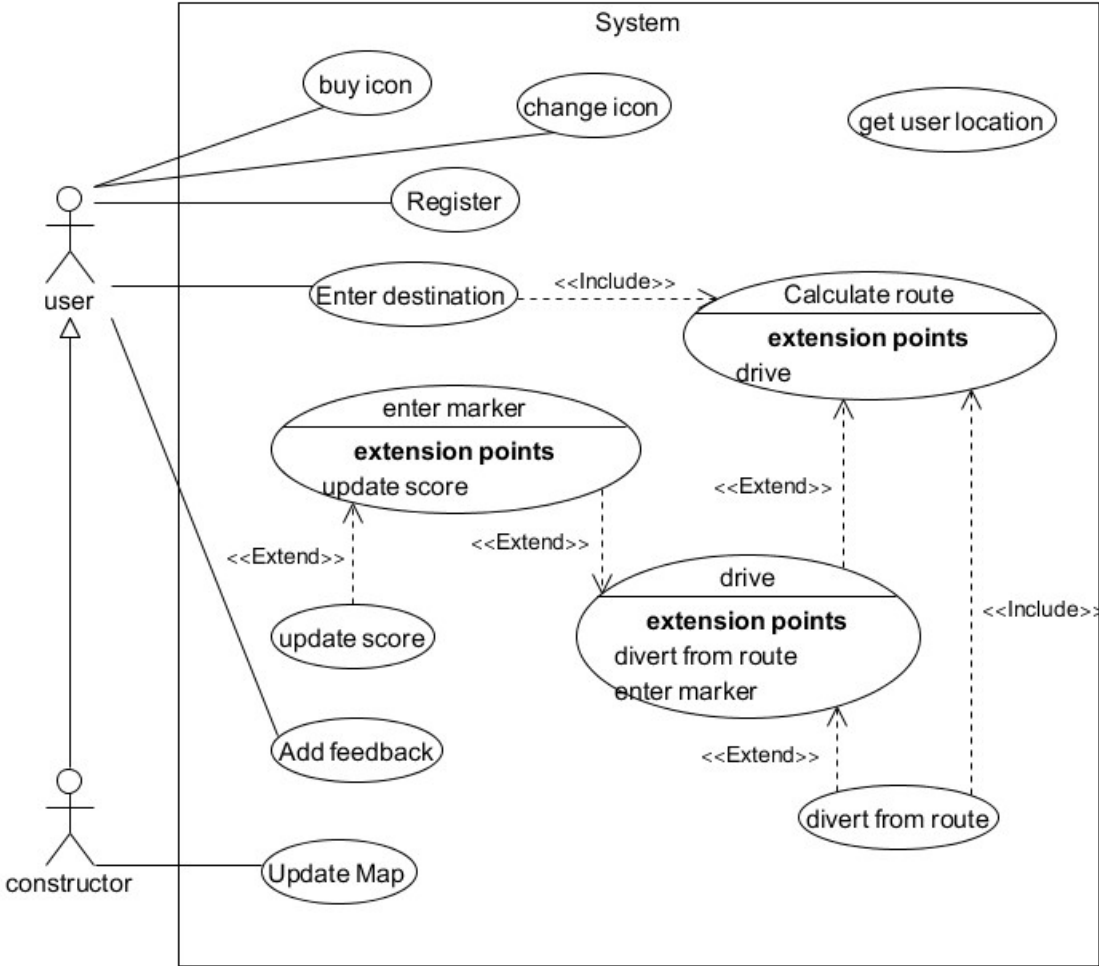 System
buy icon
change icon
get user location
Register
user
Enter destination
<<Include>>
Calculate route
extension points
drive
enter marker
extension points
update score
<<Extend>>
<<Extend>>
<<Extend>>
drive
extension points
divert from route
enter marker
<<Include>>
update score
Add feedback
<<Extend>>
divert from route
constructor
Update Map